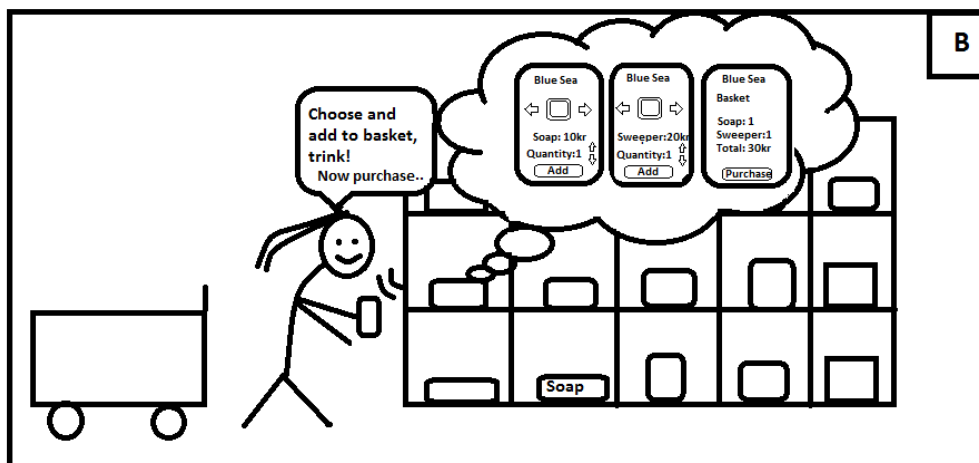 B
Choose and
add to basket,
trink!
Now purchase..
Blue Sea
Soap: 10kr
Quantity:1
Add
Blue Sea
Sweeper:20kr
Quantity:1
Add
Blue Sea
Basket
Soap: 1
Sweeper:1
Total: 30kr
Purchase
Soap